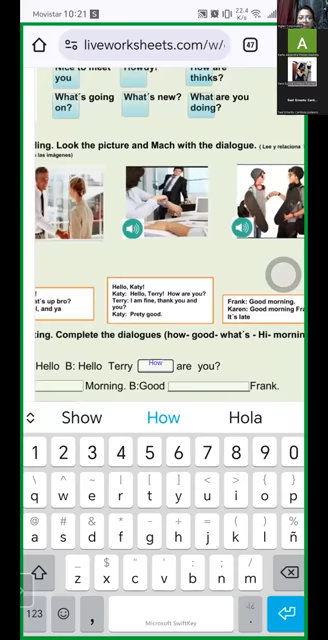 Movistar 10:21 S
22.4 K/s
liveworksheets.com/w/
47
Nice to meet you
Howdy!
How are thinks?
What´s going on?
What´s new?
What are you doing?
ling. Look the picture and Mach with the dialogue. ( Lee y relaciona
las imágenes)
!
at´s up bro?
l, and ya
Hello, Katy!
Katy: Hello, Terry! How are you?
Terry: I am fine, thank you and you?
Katy: Prety good.
Frank: Good morning.
Karen: Good morning Fra
It´s late
ting. Complete the dialogues (how- good- what´s - Hi- mornin
Hello B: Hello Terry How are you?
Morning. B:Good Frank.
Show How Hola
1 2 3 4 5 6 7 8 9 0
\ ^ ~ | [ ] < > { }
q w e r t y u i o p
@ # & * - + = ( ) %
a s d f g h j k l ñ
_ $ " ' : ; /
z x c v b n m
123 , Microsoft SwiftKey .